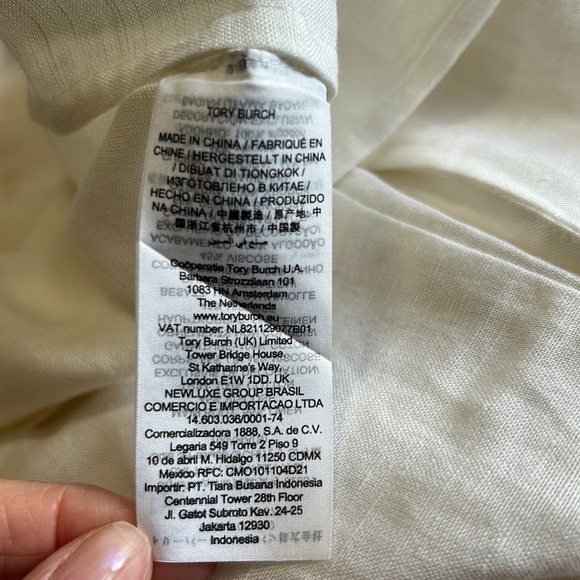 TORY BURCH
MADE IN CHINA / FABRIQUÉ EN
CHINE / HERGESTELLT IN CHINA
/ DIBUAT DI TIONGKOK /
ИЗГОТОВЛЕНО В КИТАЕ /
HECHO EN CHINA / PRODUZIDO
NA CHINA / 中國製造 / 原产地: 中
国浙江省杭州市 / 中国製
Coöperatie Tory Burch U.A.
Barbara Strozzilaan 101
1083 HN Amsterdam
The Netherlands
www.toryburch.eu
VAT number: NL821129077B01
Tory Burch (UK) Limited
Tower Bridge House,
St Katharine's Way,
London E1W 1DD. UK
NEWLUXE GROUP BRASIL
COMERCIO E IMPORTACAO LTDA
14.603.036/0001-74
Comercializadora 1888, S.A. de C.V.
Legaria 549 Torre 2 Piso 9
10 de abril M. Hidalgo 11250 CDMX
Mexico RFC: CMO101104D21
Importir: PT. Tiara Busana Indonesia
Centennial Tower 28th Floor
Jl. Gatot Subroto Kav. 24-25
Jakarta 12930
Indonesia